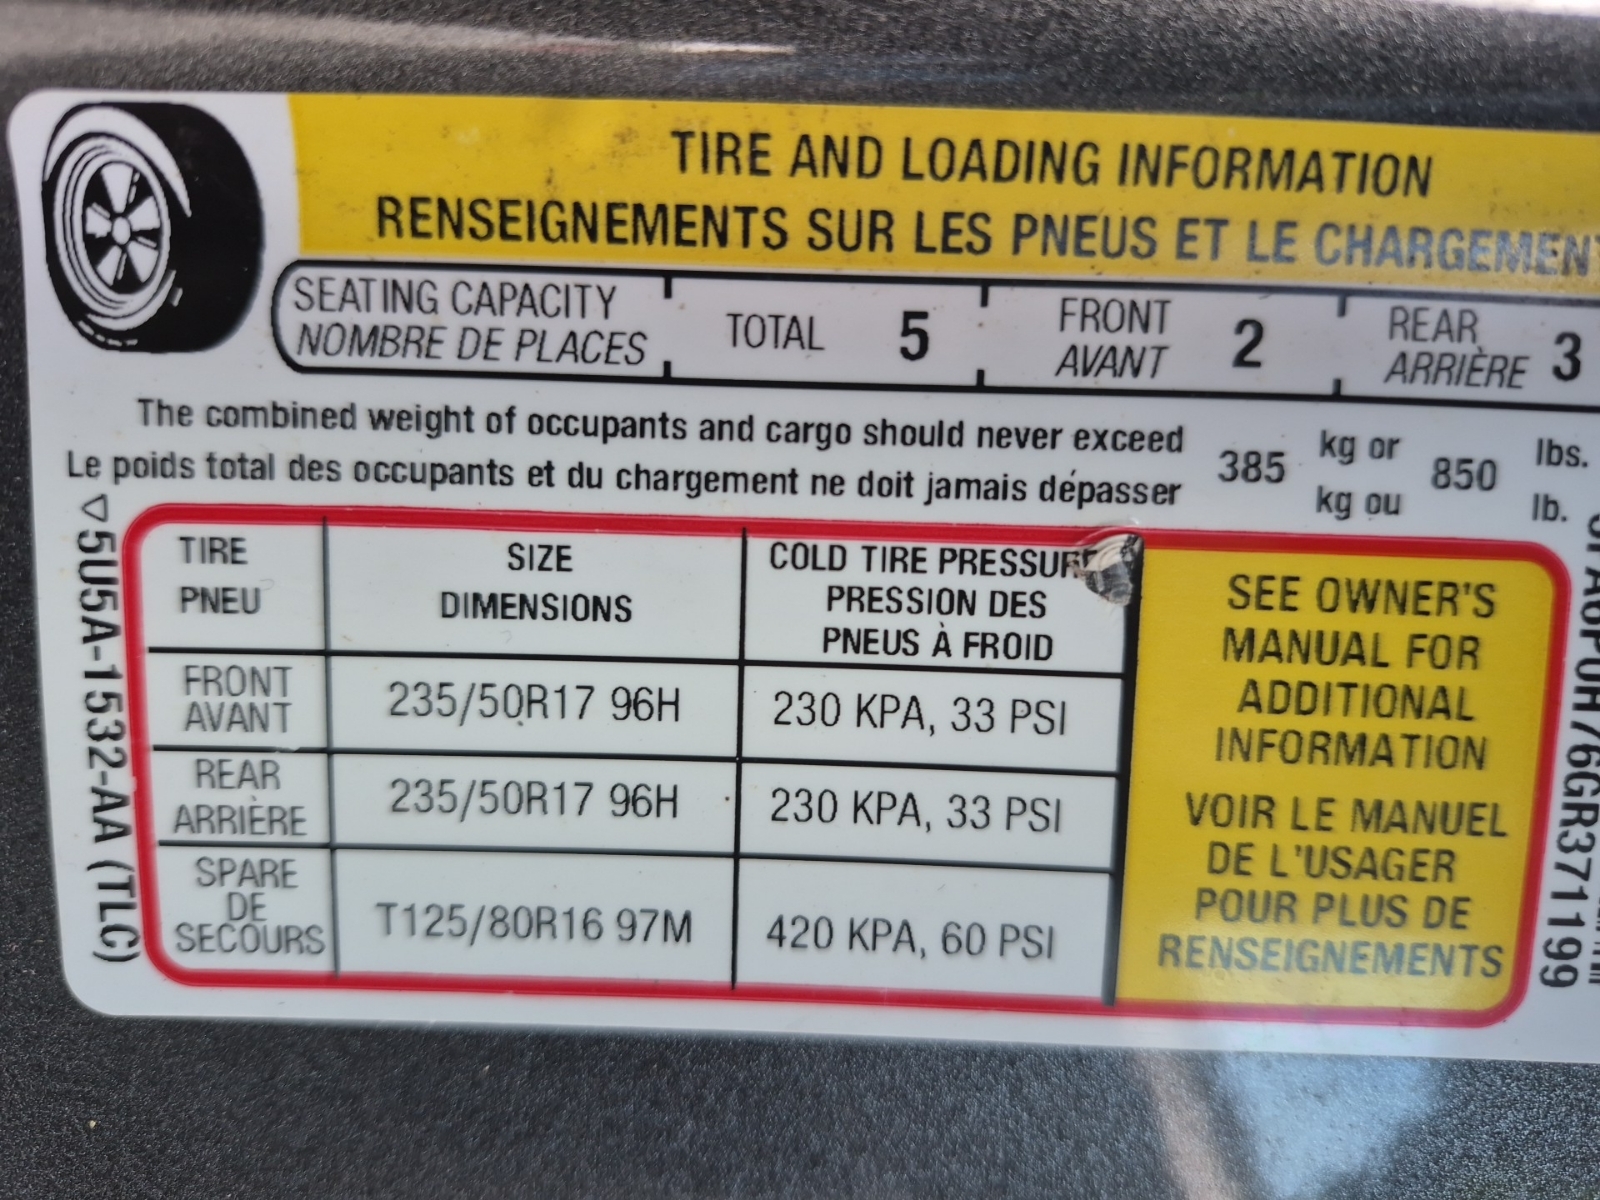 TIRE AND LOADING INFORMATION
RENSEIGNEMENTS SUR LES PNEUS ET LE CHARGEMENT
SEATING CAPACITY
NOMBRE DE PLACES
TOTAL 5
FRONT
AVANT
2
REAR
ARRIÈRE
3
The combined weight of occupants and cargo should never exceed
Le poids total des occupants et du chargement ne doit jamais dépasser
385
kg or
kg ou
850
lbs.
lb.
5U5A-1532-AA (TLC)
TIRE
PNEU
SIZE
DIMENSIONS
COLD TIRE PRESSURE
PRESSION DES
PNEUS À FROID
FRONT
AVANT
235/50R17 96H
230 KPA, 33 PSI
REAR
ARRIÈRE
235/50R17 96H
230 KPA, 33 PSI
SPARE
DE
SECOURS
T125/80R16 97M
420 KPA, 60 PSI
SEE OWNER'S
MANUAL FOR
ADDITIONAL
INFORMATION
VOIR LE MANUEL
DE L'USAGER
POUR PLUS DE
RENSEIGNEMENTS